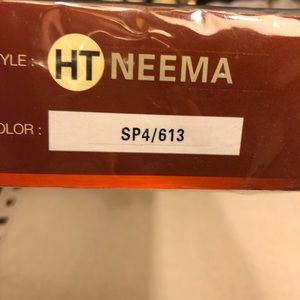 YLE : HT NEEMA
OLOR : SP4/613